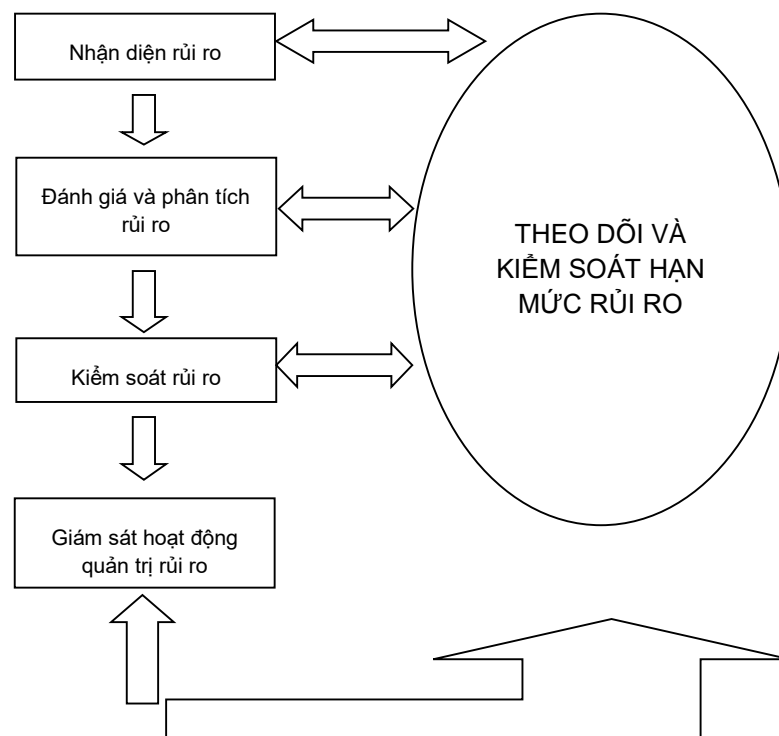 Nhận diện rủi ro
Đánh giá và phân tích
rủi ro
Kiểm soát rủi ro
Giám sát hoạt động
quản trị rủi ro
THEO DÕI VÀ
KIỂM SOÁT HẠN
MỨC RỦI RO